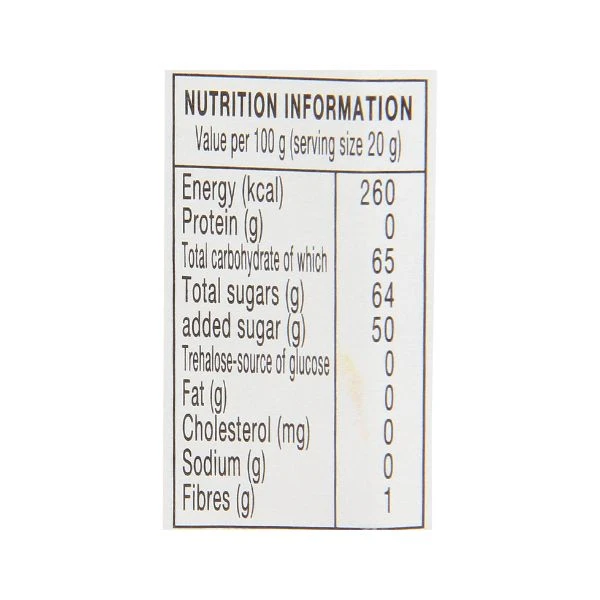 NUTRITION INFORMATION
Value per 100 g (serving size 20 g)
Energy (kcal) 260
Protein (g) 0
Total carbohydrate of which 65
Total sugars (g) 64
added sugar (g) 50
Trehalose-source of glucose 0
Fat (g) 0
Cholesterol (mg) 0
Sodium (g) 0
Fibres (g) 1